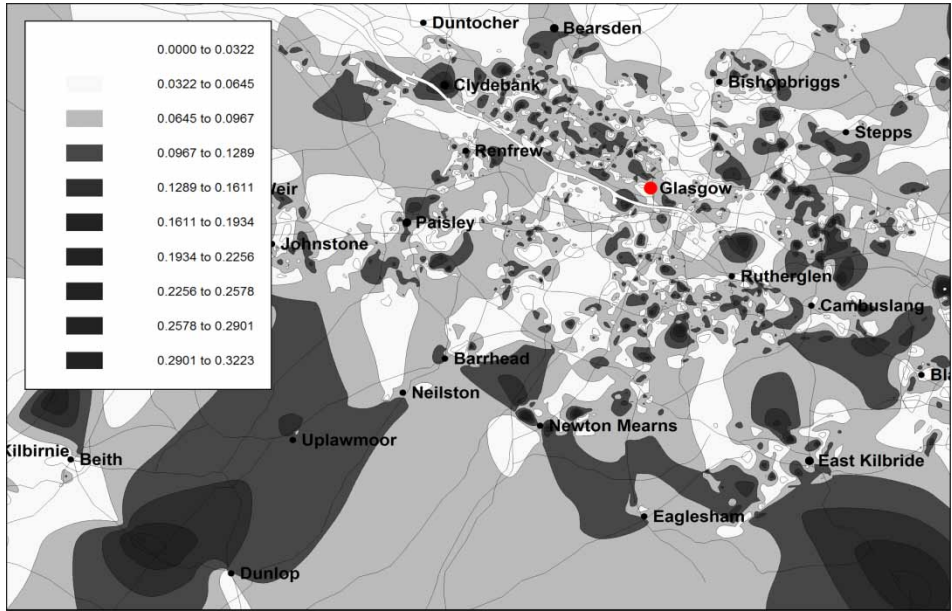 Duntocher
Bearsden
0.0000 to 0.0322
0.0322 to 0.0645
Clydebank
Bishopbriggs
0.0645 to 0.0967
Stepps
0.0967 to 0.1289
Renfrew
0.1289 to 0.1611
Weir
Glasgow
0.1611 to 0.1934
Paisley
0.1934 to 0.2256
Johnstone
0.2256 to 0.2578
Rutherglen
0.2578 to 0.2901
Cambuslang
0.2901 to 0.3223
Barrhead
Bla
Neilston
Newton Mearns
Uplawmoor
Kilbirnie
Beith
East Kilbride
Eaglesham
Dunlop